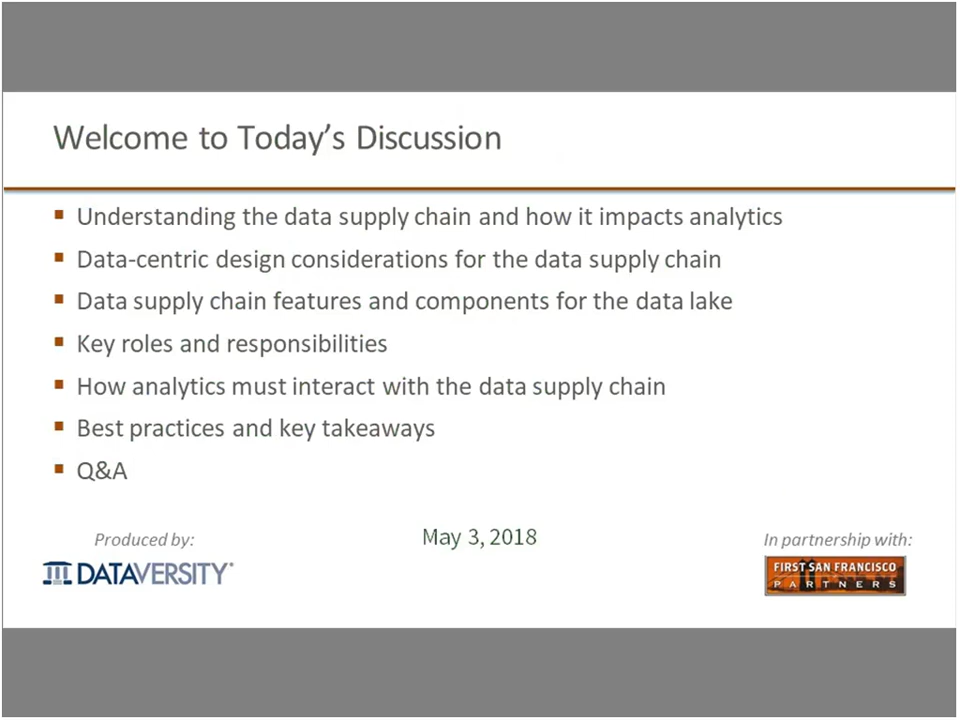 Welcome to Today's Discussion
▪ Understanding the data supply chain and how it impacts analytics
▪ Data-centric design considerations for the data supply chain
▪ Data supply chain features and components for the data lake
▪ Key roles and responsibilities
▪ How analytics must interact with the data supply chain
▪ Best practices and key takeaways
▪ Q&A
Produced by:
May 3, 2018
In partnership with:
DATAVERSITY
FIRST SAN FRANCISCO
PARTNERS